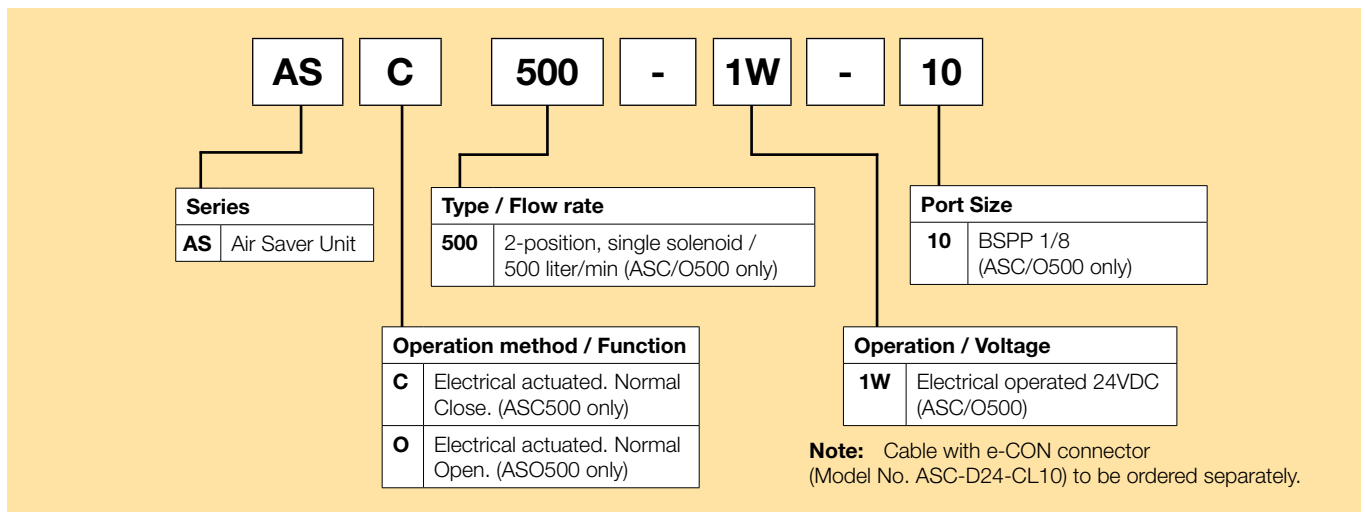 AS C 500 - 1W - 10
Series
AS Air Saver Unit
Type / Flow rate
500 2-position, single solenoid /
500 liter/min (ASC/O500 only)
Port Size
10 BSPP 1/8
(ASC/O500 only)
Operation method / Function
C Electrical actuated. Normal
Close. (ASC500 only)
O Electrical actuated. Normal
Open. (ASO500 only)
Operation / Voltage
1W Electrical operated 24VDC
(ASC/O500)
Note: Cable with e-CON connector
(Model No. ASC-D24-CL10) to be ordered separately.